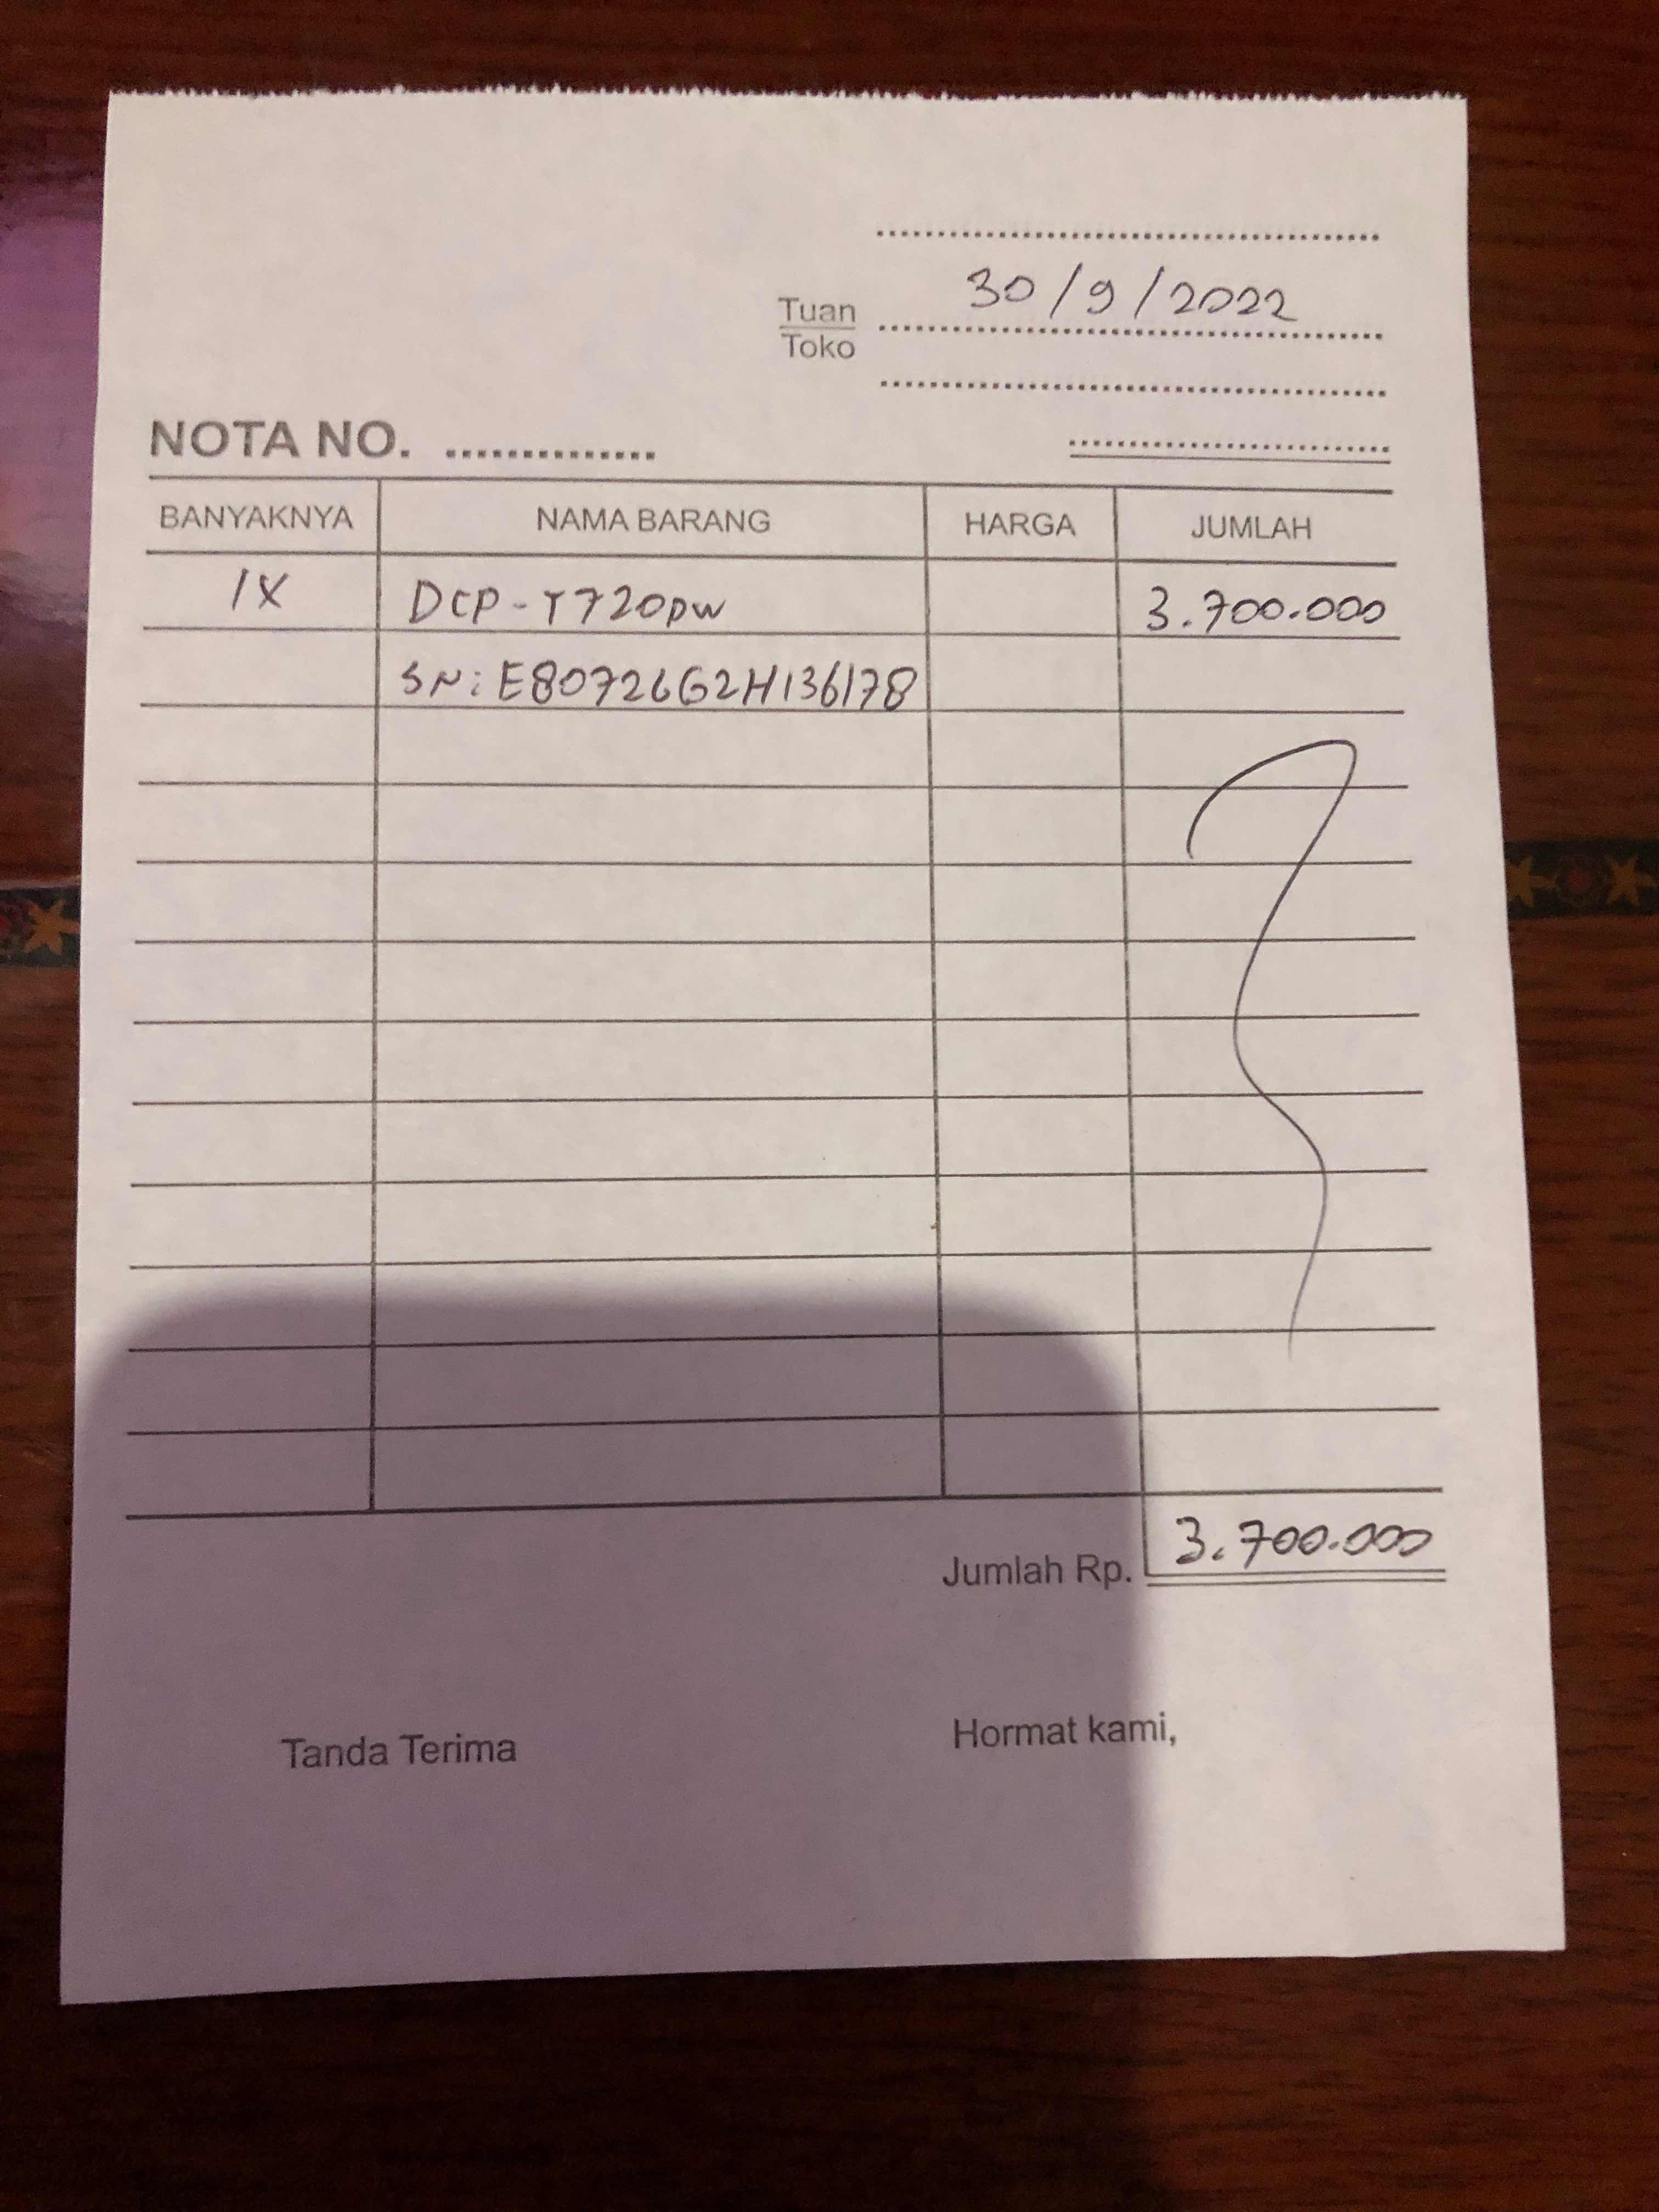 30/9/2022
Tuan
Toko
NOTA NO.
BANYAKNYA NAMA BARANG HARGA JUMLAH
1X DCP-T720DW 3.700.000
SN: E80726G2H136178
Jumlah Rp. 3.700.000
Tanda Terima Hormat kami,